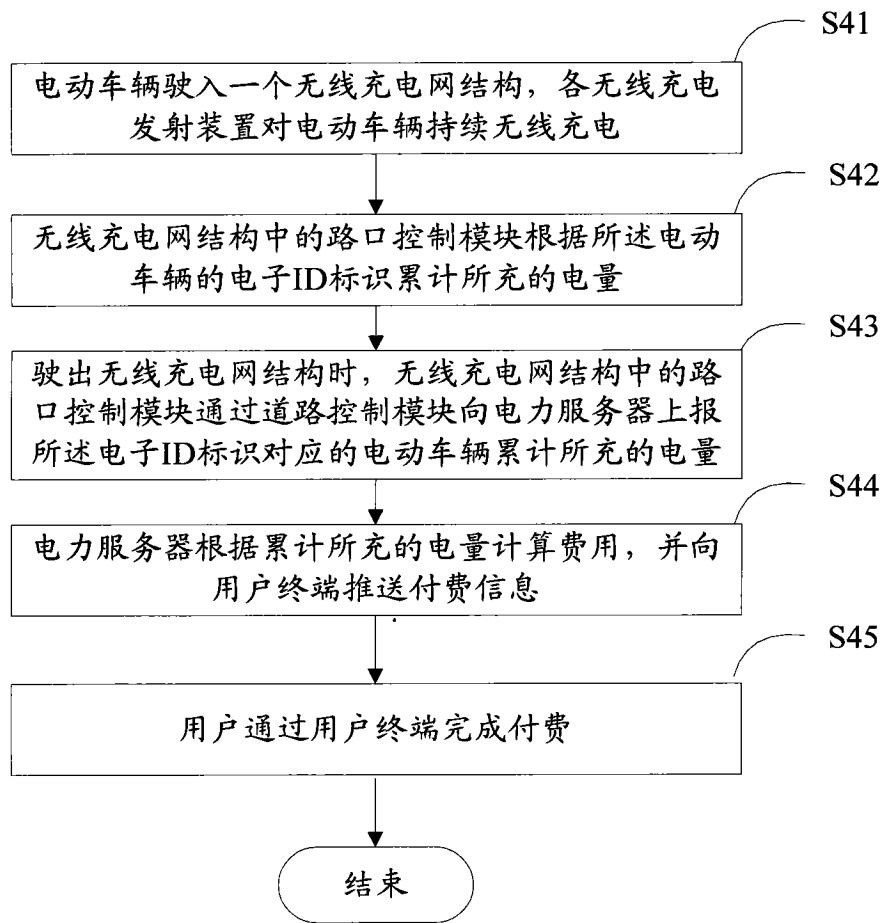 S41
电动车辆驶入一个无线充电网结构，各无线充电
发射装置对电动车辆持续无线充电
S42
无线充电网结构中的路口控制模块根据所述电动
车辆的电子ID标识累计所充的电量
S43
驶出无线充电网结构时，无线充电网结构中的路
口控制模块通过道路控制模块向电力服务器上报
所述电子ID标识对应的电动车辆累计所充的电量
S44
电力服务器根据累计所充的电量计算费用，并向
用户终端推送付费信息
S45
用户通过用户终端完成付费
结束